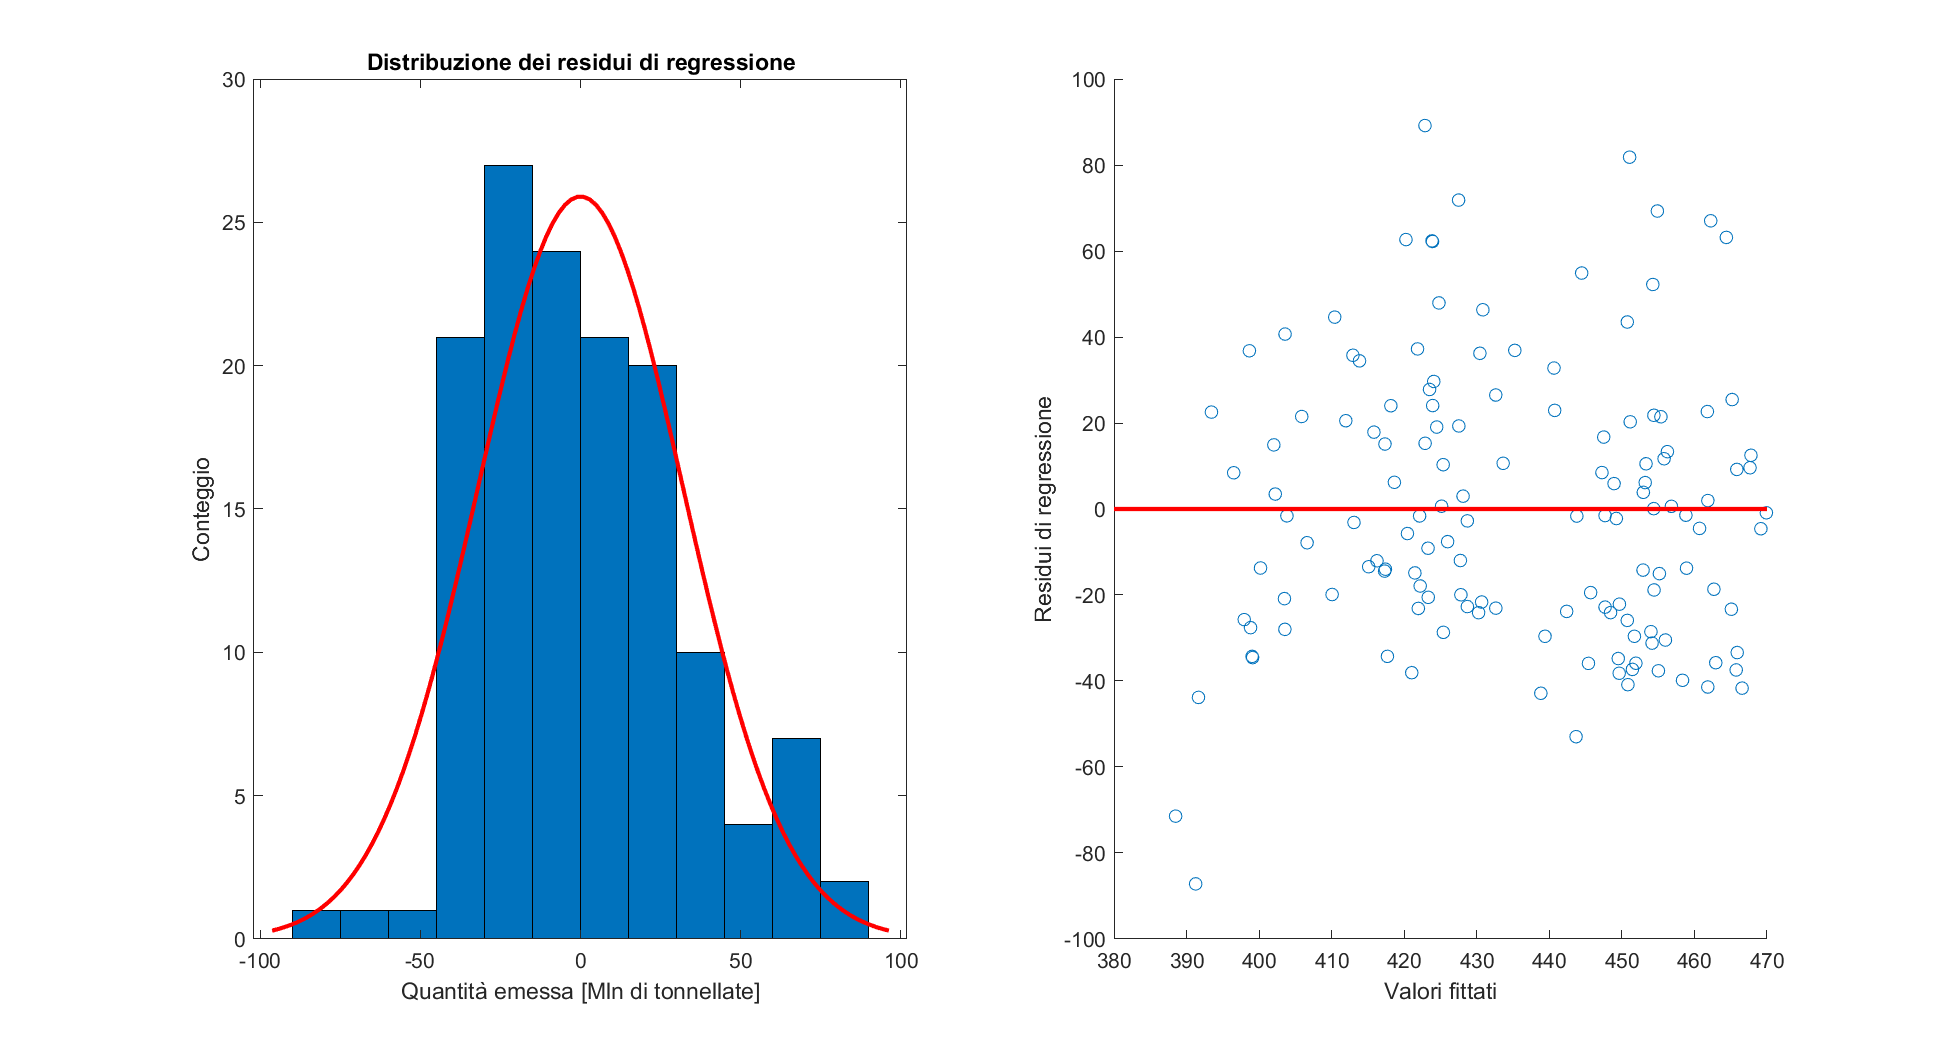 Distribuzione dei residui di regressione
30
25
20
15
10
5
0
Conteggio
-100 -50 0 50 100
Quantità emessa [Mln di tonnellate]
100
80
60
40
20
0
-20
-40
-60
-80
-100
Residui di regressione
380 390 400 410 420 430 440 450 460 470
Valori fittati